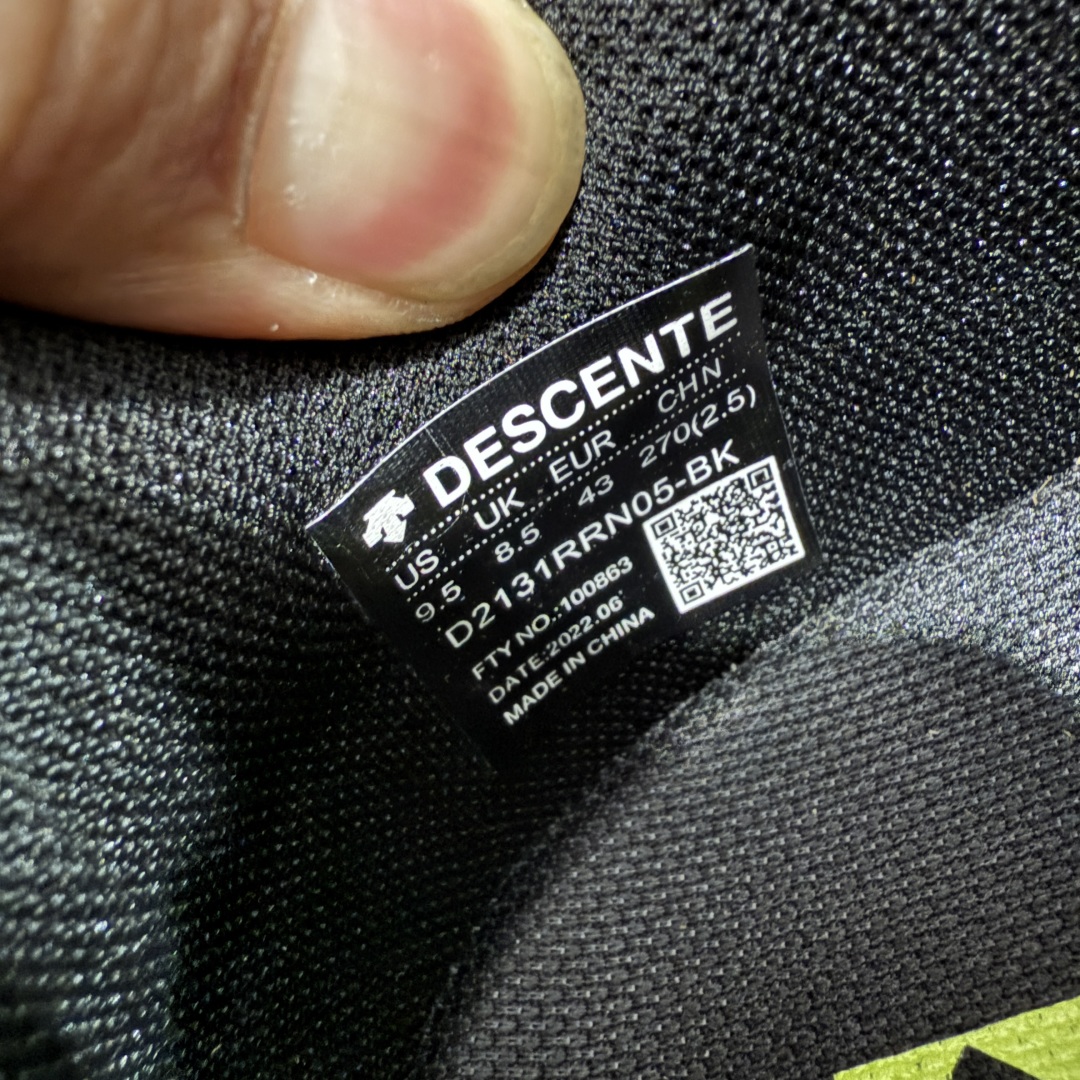 DESCENTE
US UK EUR CHN
9.5 8.5 43 270(2.5)
D2131RRN05-BK
FTY NO.:100863
DATE:2022.06
MADE IN CHINA